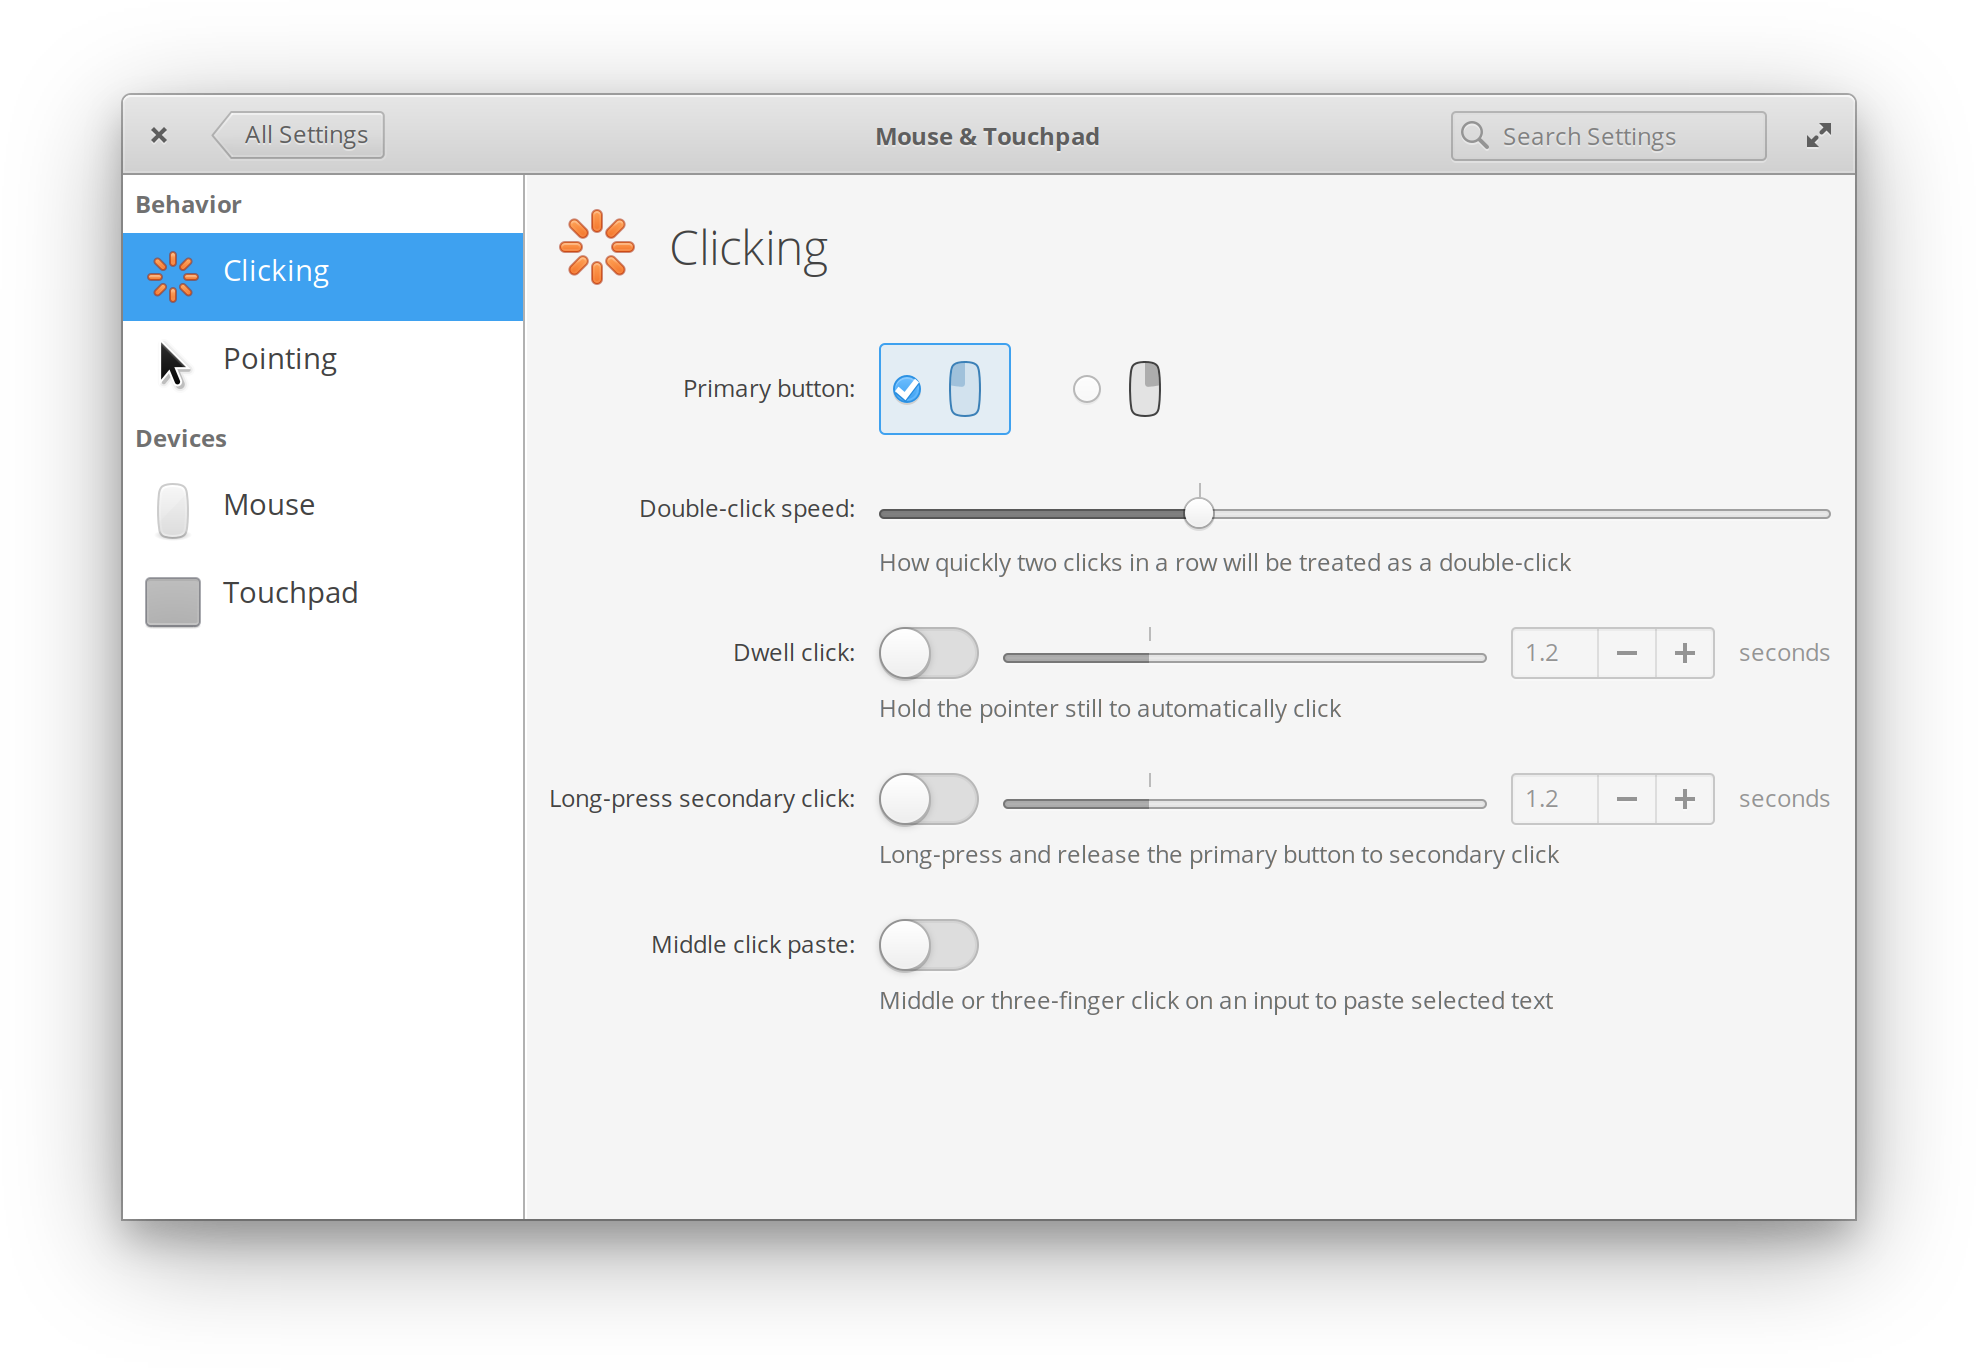 All Settings
Mouse & Touchpad
Search Settings
Behavior
Clicking
Pointing
Devices
Mouse
Touchpad
Clicking
Primary button:
Double-click speed:
How quickly two clicks in a row will be treated as a double-click
Dwell click:
1.2
seconds
Hold the pointer still to automatically click
Long-press secondary click:
1.2
seconds
Long-press and release the primary button to secondary click
Middle click paste:
Middle or three-finger click on an input to paste selected text